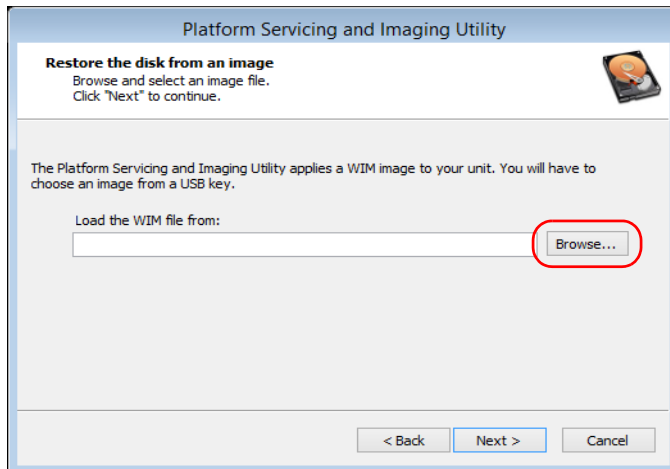 Platform Servicing and Imaging Utility
Restore the disk from an image
Browse and select an image file.
Click "Next" to continue.
The Platform Servicing and Imaging Utility applies a WIM image to your unit. You will have to
choose an image from a USB key.
Load the WIM file from:
Browse...
< Back
Next >
Cancel